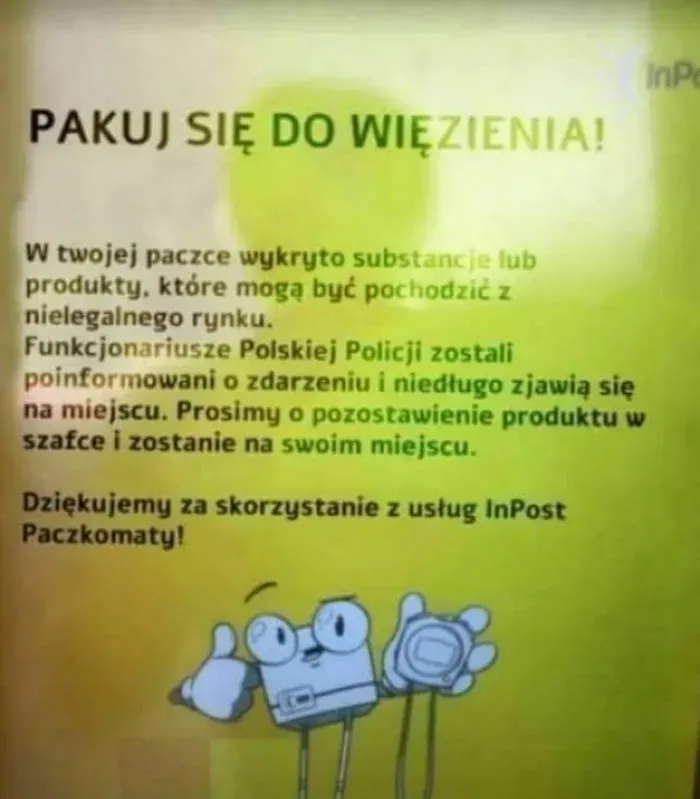 InPo
PAKUJ SIĘ DO WIĘZIENIA!
W twojej paczce wykryto substancje lub
produkty, które mogą być pochodzić z
nielegalnego rynku.
Funkcjonariusze Polskiej Policji zostali
poinformowani o zdarzeniu i niedługo zjawią się
na miejscu. Prosimy o pozostawienie produktu w
szafce i zostanie na swoim miejscu.
Dziękujemy za skorzystanie z usług InPost
Paczkomaty!